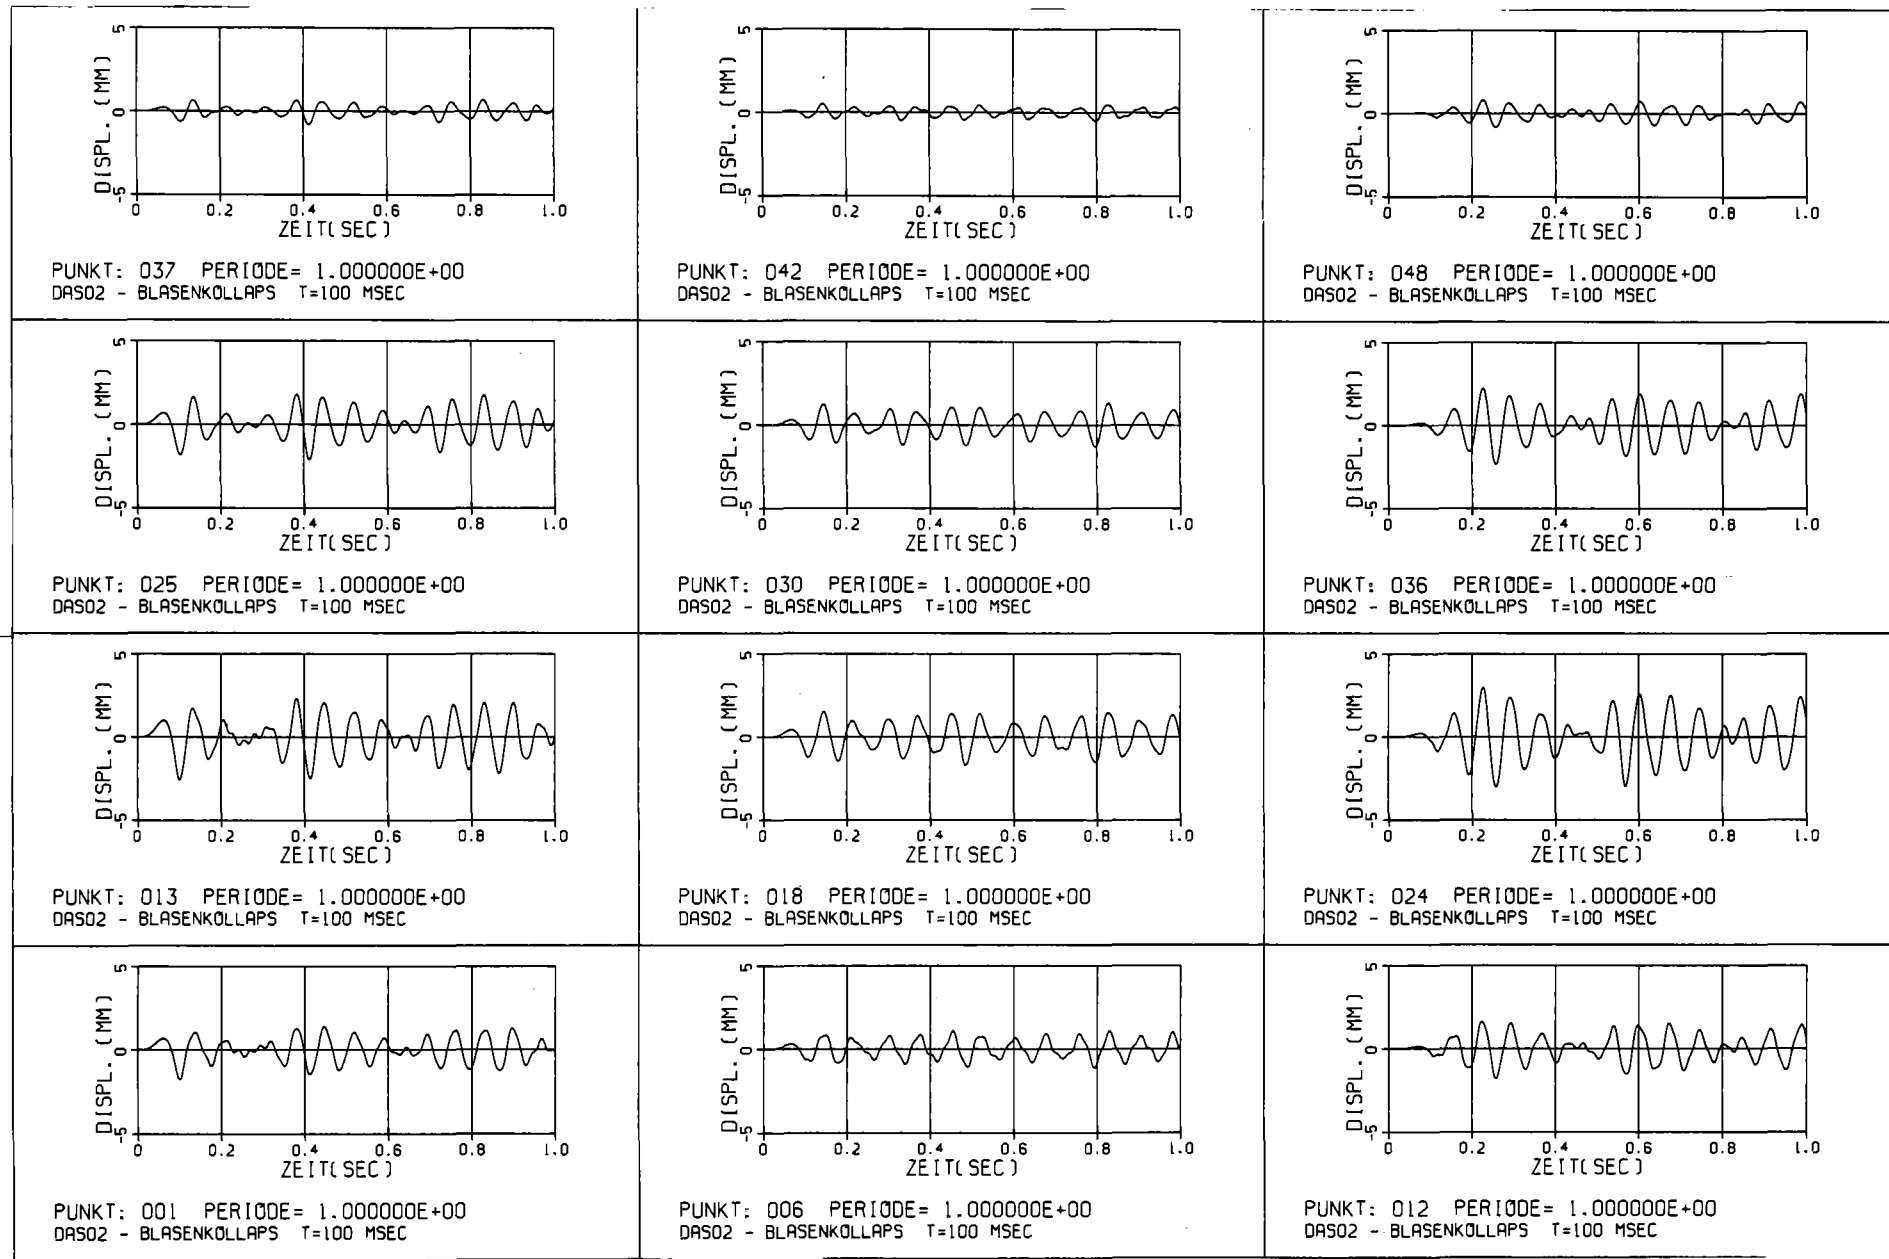 DISPL. (MM)
5
0
-5
0 0.2 0.4 0.6 0.8 1.0
ZEIT(SEC)
PUNKT: 037 PERIODE= 1.000000E+00
DAS02 - BLASENKOLLAPS T=100 MSEC
DISPL. (MM)
5
0
-5
0 0.2 0.4 0.6 0.8 1.0
ZEIT(SEC)
PUNKT: 042 PERIODE= 1.000000E+00
DAS02 - BLASENKOLLAPS T=100 MSEC
DISPL. (MM)
5
0
-5
0 0.2 0.4 0.6 0.8 1.0
ZEIT(SEC)
PUNKT: 048 PERIODE= 1.000000E+00
DAS02 - BLASENKOLLAPS T=100 MSEC
DISPL. (MM)
5
0
-5
0 0.2 0.4 0.6 0.8 1.0
ZEIT(SEC)
PUNKT: 025 PERIODE= 1.000000E+00
DAS02 - BLASENKOLLAPS T=100 MSEC
DISPL. (MM)
5
0
-5
0 0.2 0.4 0.6 0.8 1.0
ZEIT(SEC)
PUNKT: 030 PERIODE= 1.000000E+00
DAS02 - BLASENKOLLAPS T=100 MSEC
DISPL. (MM)
5
0
-5
0 0.2 0.4 0.6 0.8 1.0
ZEIT(SEC)
PUNKT: 036 PERIODE= 1.000000E+00
DAS02 - BLASENKOLLAPS T=100 MSEC
DISPL. (MM)
5
0
-5
0 0.2 0.4 0.6 0.8 1.0
ZEIT(SEC)
PUNKT: 013 PERIODE= 1.000000E+00
DAS02 - BLASENKOLLAPS T=100 MSEC
DISPL. (MM)
5
0
-5
0 0.2 0.4 0.6 0.8 1.0
ZEIT(SEC)
PUNKT: 018 PERIODE= 1.000000E+00
DAS02 - BLASENKOLLAPS T=100 MSEC
DISPL. (MM)
5
0
-5
0 0.2 0.4 0.6 0.8 1.0
ZEIT(SEC)
PUNKT: 024 PERIODE= 1.000000E+00
DAS02 - BLASENKOLLAPS T=100 MSEC
DISPL. (MM)
5
0
-5
0 0.2 0.4 0.6 0.8 1.0
ZEIT(SEC)
PUNKT: 001 PERIODE= 1.000000E+00
DAS02 - BLASENKOLLAPS T=100 MSEC
DISPL. (MM)
5
0
-5
0 0.2 0.4 0.6 0.8 1.0
ZEIT(SEC)
PUNKT: 006 PERIODE= 1.000000E+00
DAS02 - BLASENKOLLAPS T=100 MSEC
DISPL. (MM)
5
0
-5
0 0.2 0.4 0.6 0.8 1.0
ZEIT(SEC)
PUNKT: 012 PERIODE= 1.000000E+00
DAS02 - BLASENKOLLAPS T=100 MSEC